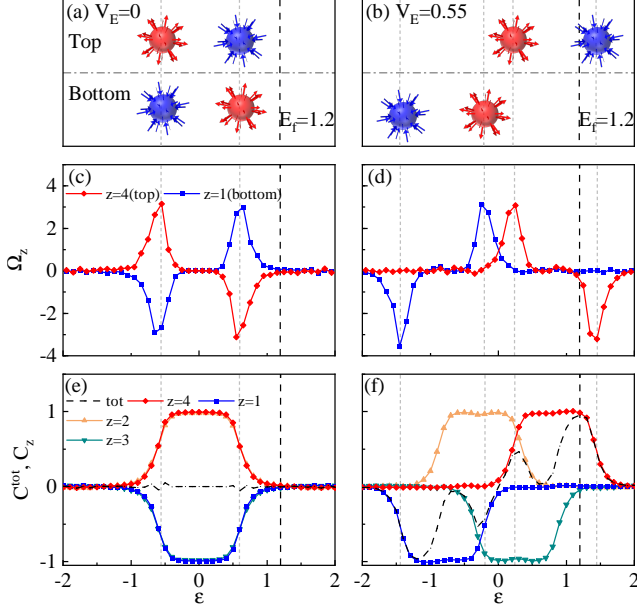 (a) V_E=0
Top
Bottom
E_f=1.2
(b) V_E=0.55
E_f=1.2
(c)
z=4(top) z=1(bottom)
Ω_z
2
0
-2
-4
(d)
(e)
tot z=4 z=1
z=2
z=3
C^tot, C_z
1
0
-1
-2 -1 0 1 2
ε
(f)
-1 0 1 2
ε